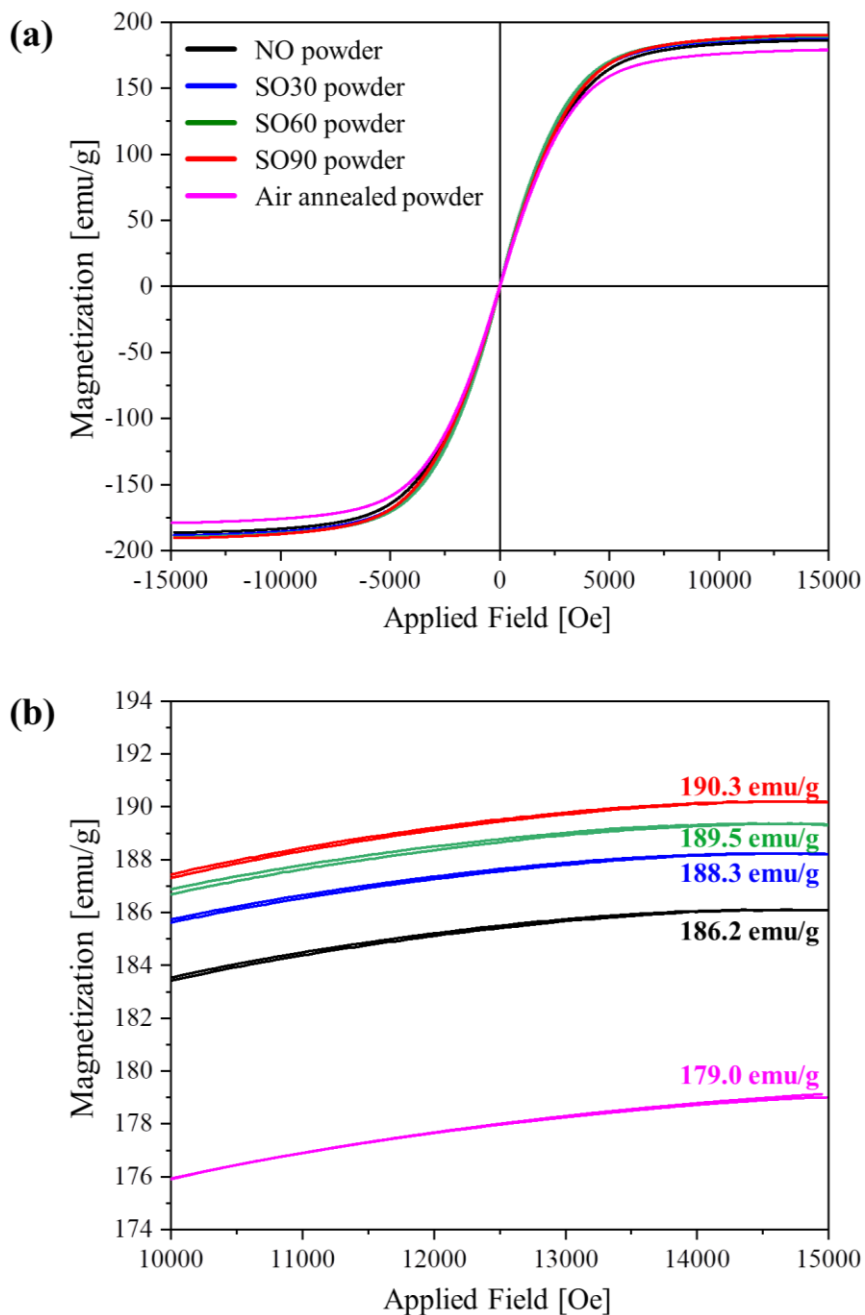 (a)
NO powder
SO30 powder
SO60 powder
SO90 powder
Air annealed powder
Magnetization [emu/g]
200
150
100
50
0
-50
-100
-150
-200
-15000 -10000 -5000 0 5000 10000 15000
Applied Field [Oe]
(b)
Magnetization [emu/g]
194
192
190
188
186
184
182
180
178
176
174
190.3 emu/g
189.5 emu/g
188.3 emu/g
186.2 emu/g
179.0 emu/g
10000 11000 12000 13000 14000 15000
Applied Field [Oe]